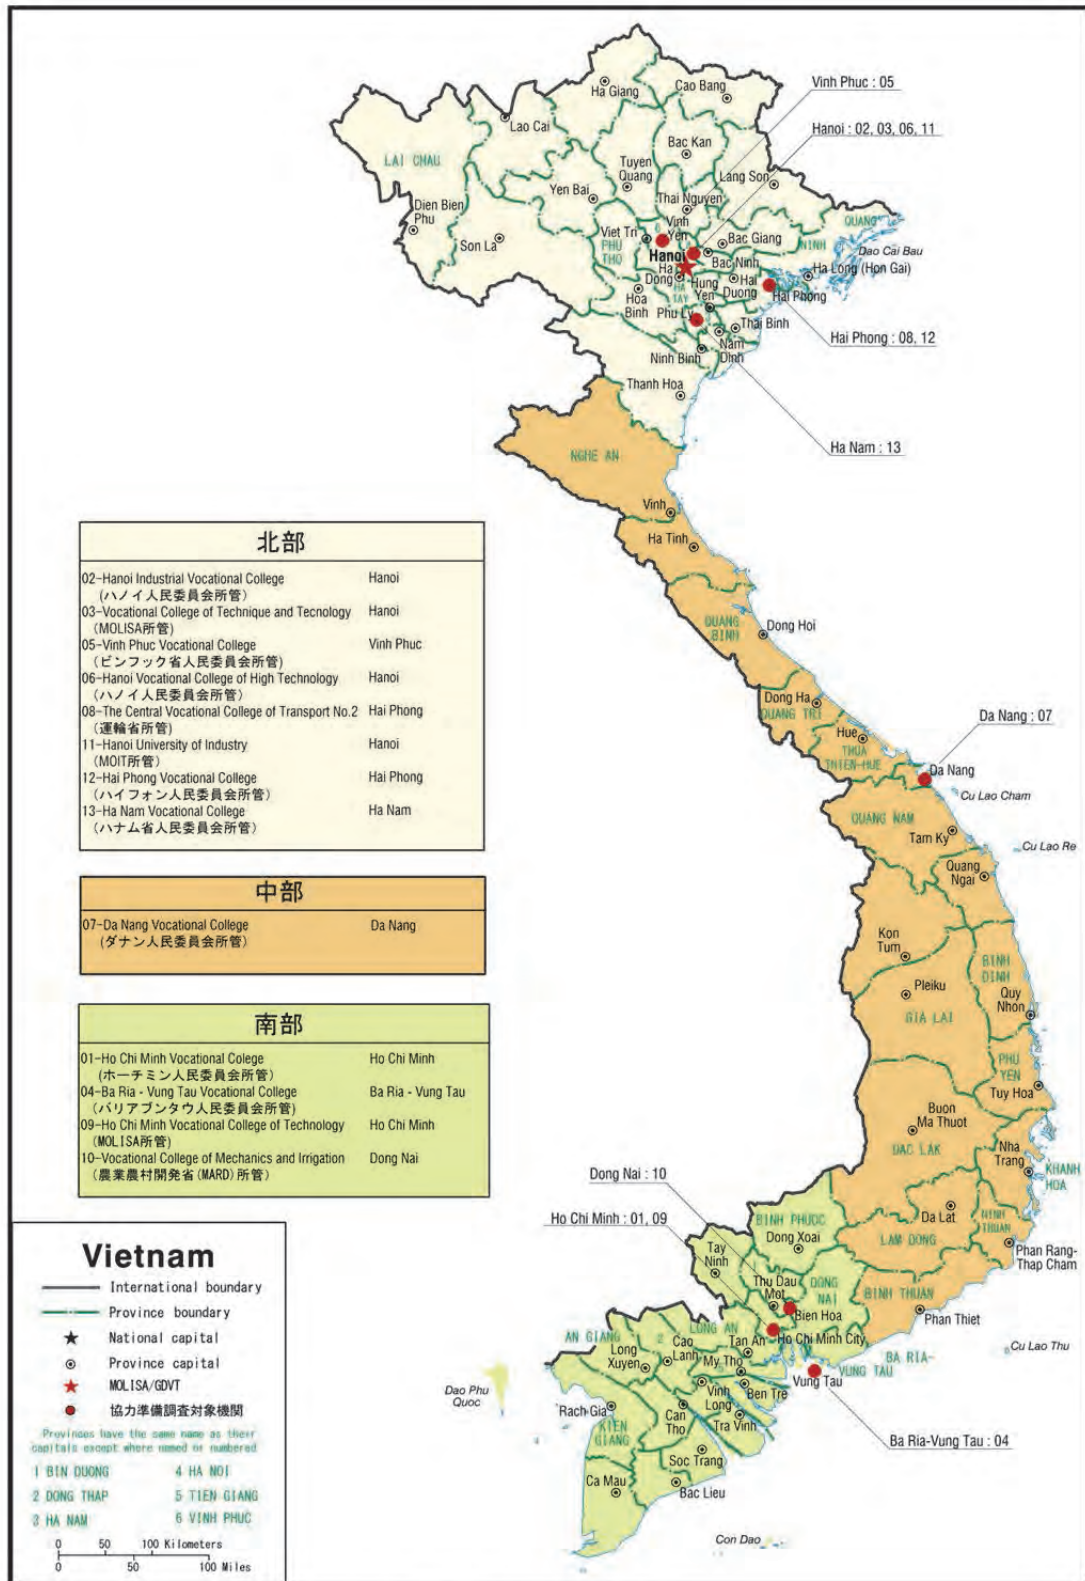 Vinh Phuc : 05
Hanoi : 02, 03, 06, 11
Ha Giang
Cao Bang
Lao Cai
Bac Kan
LAI CHAU
Tuyen
Quang
Lang Son
Yen Bai
Thai Nguyen
Dien Bien
Phu
Vinh
Yen
QUANG
NINH
Viet Tri
PHU
THO
Bac Giang
Dao Cai Bau
Son La
Hanoi
Bac Ninh
Ha Long (Hon Gai)
Ha
Dong
HA
TAY
Hung
Yen
Hai
Duong
Hai Phong
Hoa
Binh
Phu Ly
Thai Binh
Hai Phong : 08, 12
Nam
Dinh
Ninh Binh
Thanh Hoa
Ha Nam : 13
NGHE AN
Vinh
Ha Tinh
QUANG
BINH
Dong Hoi
Dong Ha
QUANG TRI
Hue
THUA
THIEN-HUE
Da Nang : 07
Da Nang
Cu Lao Cham
QUANG NAM
Tam Ky
Cu Lao Re
Quang
Ngai
Kon
Tum
BINH
DINH
Pleiku
GIA LAI
Quy
Nhon
PHU
YEN
Tuy Hoa
Buon
Ma Thuot
DAC LAK
Nha
Trang
KHANH
HOA
Da Lat
NINH
THUAN
LAM DONG
Phan Rang-
Thap Cham
BINH THUAN
Phan Thiet
Cu Lao Thu
Dong Nai : 10
Ho Chi Minh : 01, 09
BINH PHUOC
Dong Xoai
Tay
Ninh
Thu Dau
Mot
DONG
NAI
1
Bien Hoa
LONG AN
Ho Chi Minh City
AN GIANG
2
Tan An
Long
Xuyen
Cao
Lanh
My Tho
BA RIA-
VUNG TAU
Vung Tau
Dao Phu
Quoc
Vinh
Long
Ben Tre
Rach Gia
Can
Tho
Tra Vinh
KIEN
GIANG
Ba Ria-Vung Tau : 04
Soc Trang
Ca Mau
Bac Lieu
Con Dao
北部
02-Hanoi Industrial Vocational College Hanoi
(ハノイ人民委員会所管)
03-Vocational College of Technique and Tecnology Hanoi
(MOLISA所管)
05-Vinh Phuc Vocational College Vinh Phuc
(ビンフック省人民委員会所管)
06-Hanoi Vocational College of High Technology Hanoi
(ハノイ人民委員会所管)
08-The Central Vocational College of Transport No.2 Hai Phong
(運輸省所管)
11-Hanoi University of Industry Hanoi
(MOIT所管)
12-Hai Phong Vocational College Hai Phong
(ハイフォン人民委員会所管)
13-Ha Nam Vocational College Ha Nam
(ハナム省人民委員会所管)
中部
07-Da Nang Vocational College Da Nang
(ダナン人民委員会所管)
南部
01-Ho Chi Minh Vocational Colege Ho Chi Minh
(ホーチミン人民委員会所管)
04-Ba Ria - Vung Tau Vocational College Ba Ria - Vung Tau
(バリアブンタウ人民委員会所管)
09-Ho Chi Minh Vocational College of Technology Ho Chi Minh
(MOLISA所管)
10-Vocational College of Mechanics and Irrigation Dong Nai
(農業農村開発省(MARD)所管)
Vietnam
International boundary
Province boundary
National capital
Province capital
MOLISA/GDVT
協力準備調査対象機関
Provinces have the same name as their
capitals except where named or numbered
1 BIN DUONG 4 HA NOI
2 DONG THAP 5 TIEN GIANG
3 HA NAM 6 VINH PHUC
0 50 100 Kilometers
0 50 100 Miles